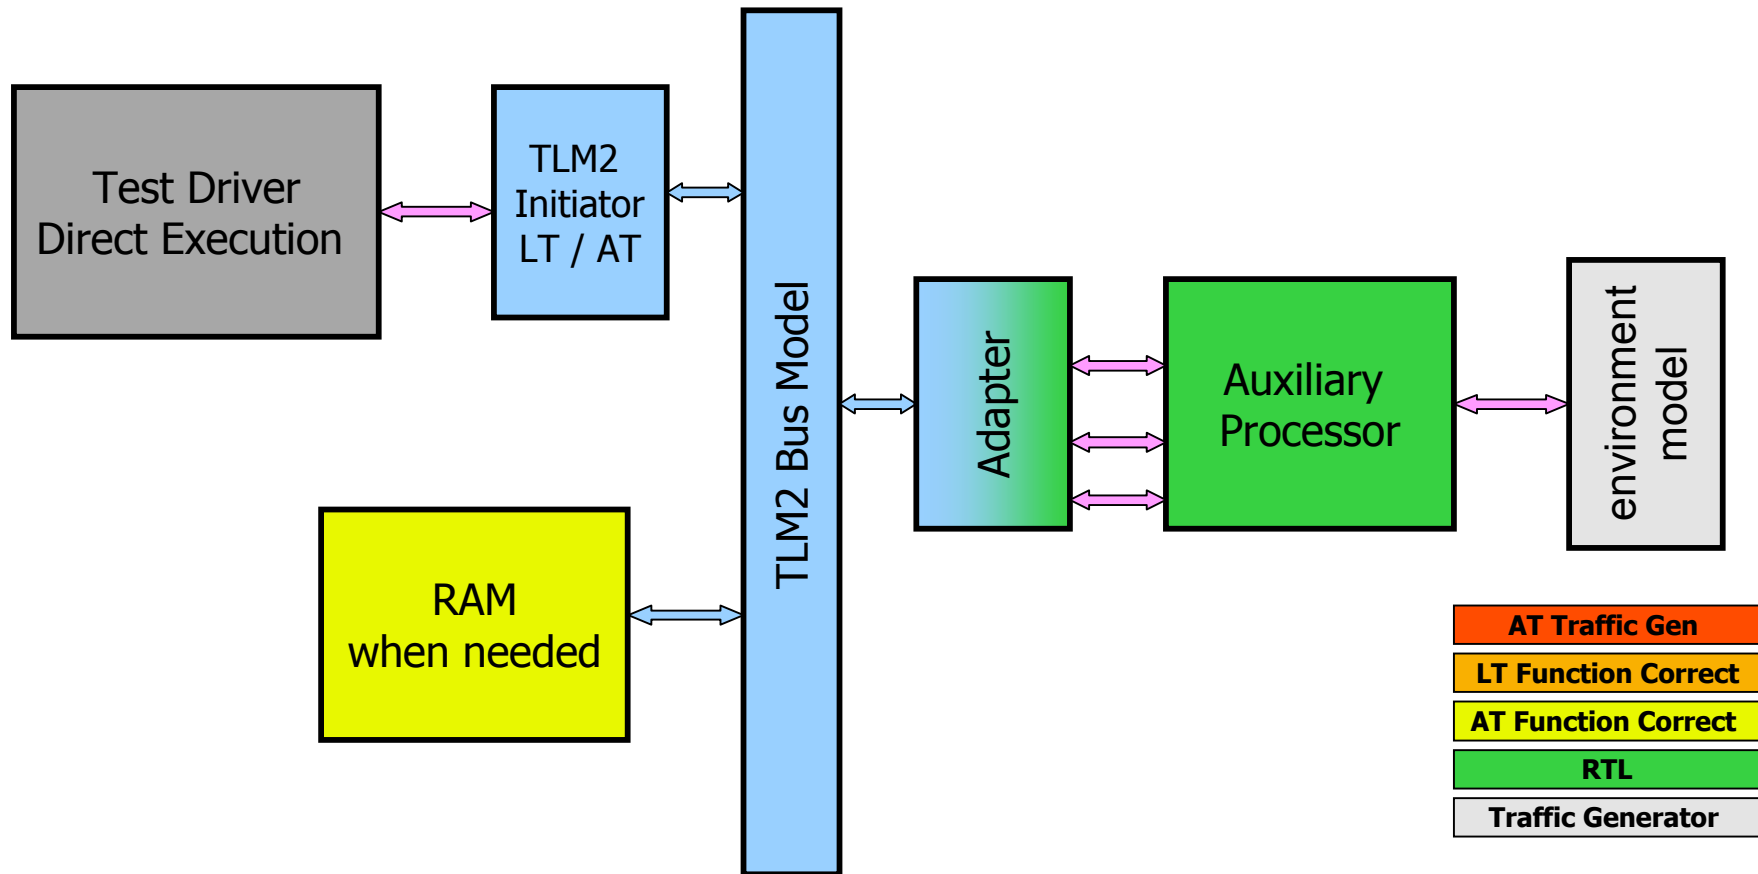 Test Driver
Direct Execution
TLM2
Initiator
LT / AT
TLM2 Bus Model
RAM
when needed
Adapter
Auxiliary
Processor
environment
model
AT Traffic Gen
LT Function Correct
AT Function Correct
RTL
Traffic Generator